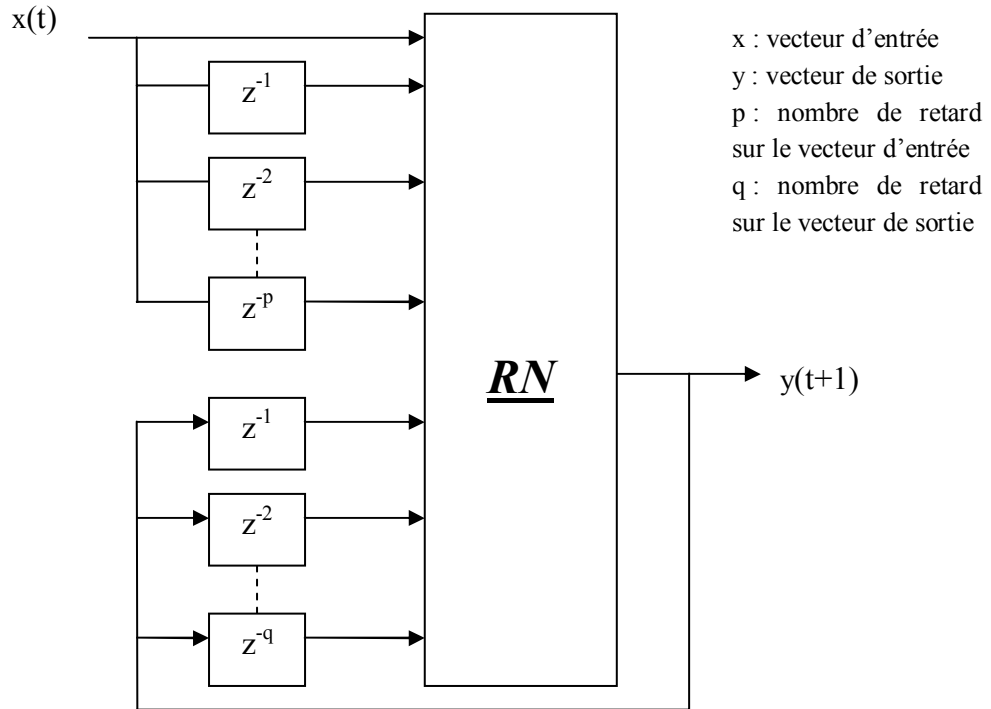 x(t)
x : vecteur d'entrée
y : vecteur de sortie
p : nombre de retard
sur le vecteur d'entrée
q : nombre de retard
sur le vecteur de sortie
z⁻¹
z⁻²
z⁻ᵖ
RN
y(t+1)
z⁻¹
z⁻²
z^-q